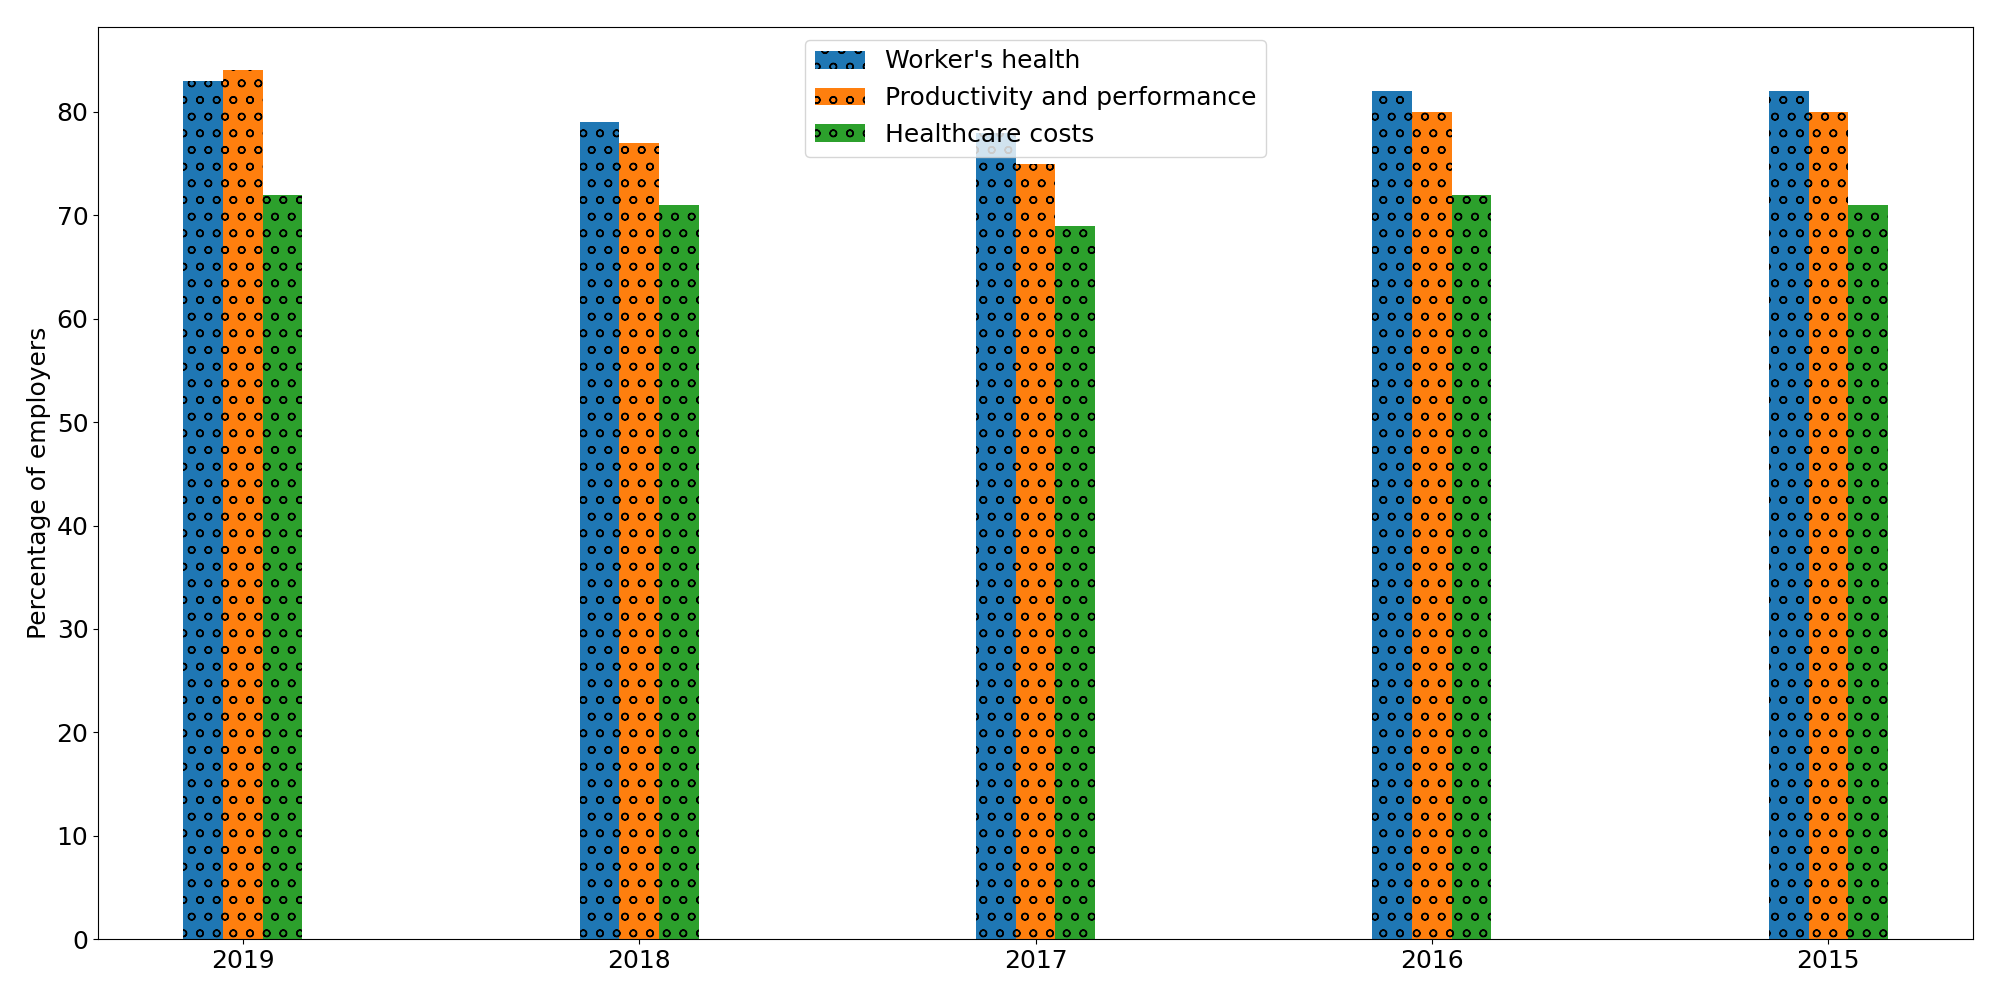 Worker's health
Productivity and performance
Healthcare costs
Percentage of employers
80
70
60
50
40
30
20
10
0
2019 2018 2017 2016 2015